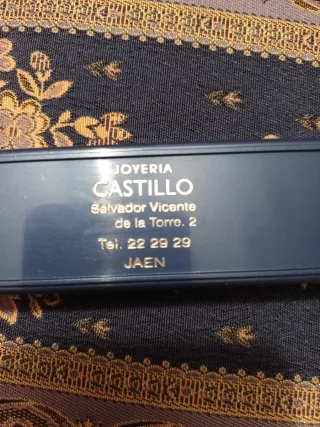 JOYERIA
CASTILLO
Salvador Vicente
de la Torre. 2
Tel. 22 29 29
JAEN